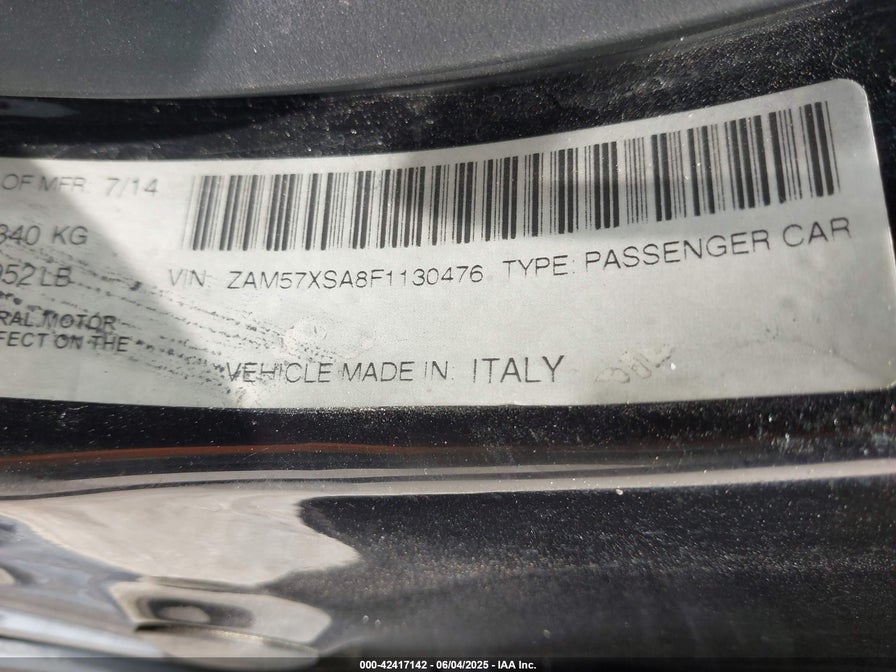 OF MFR: 7/14
340 KG
952 LB
VIN: ZAM57XSA8F1130476 TYPE: PASSENGER CAR
RAL MOTOR
FECT ON THE
VEHICLE MADE IN: ITALY
000-42417142 - 06/04/2025 - IAA Inc.